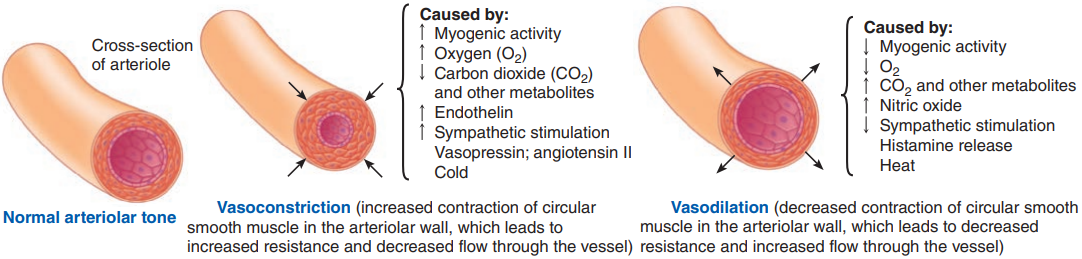 Cross-section
of arteriole
Normal arteriolar tone
Caused by:
↑ Myogenic activity
↑ Oxygen (O₂)
↓ Carbon dioxide (CO₂)
and other metabolites
↑ Endothelin
↑ Sympathetic stimulation
Vasopressin; angiotensin II
Cold
Vasoconstriction (increased contraction of circular
smooth muscle in the arteriolar wall, which leads to
increased resistance and decreased flow through the vessel)
Caused by:
↓ Myogenic activity
↓ O₂
↑ CO₂ and other metabolites
↑ Nitric oxide
↓ Sympathetic stimulation
Histamine release
Heat
Vasodilation (decreased contraction of circular smooth
muscle in the arteriolar wall, which leads to decreased
resistance and increased flow through the vessel)